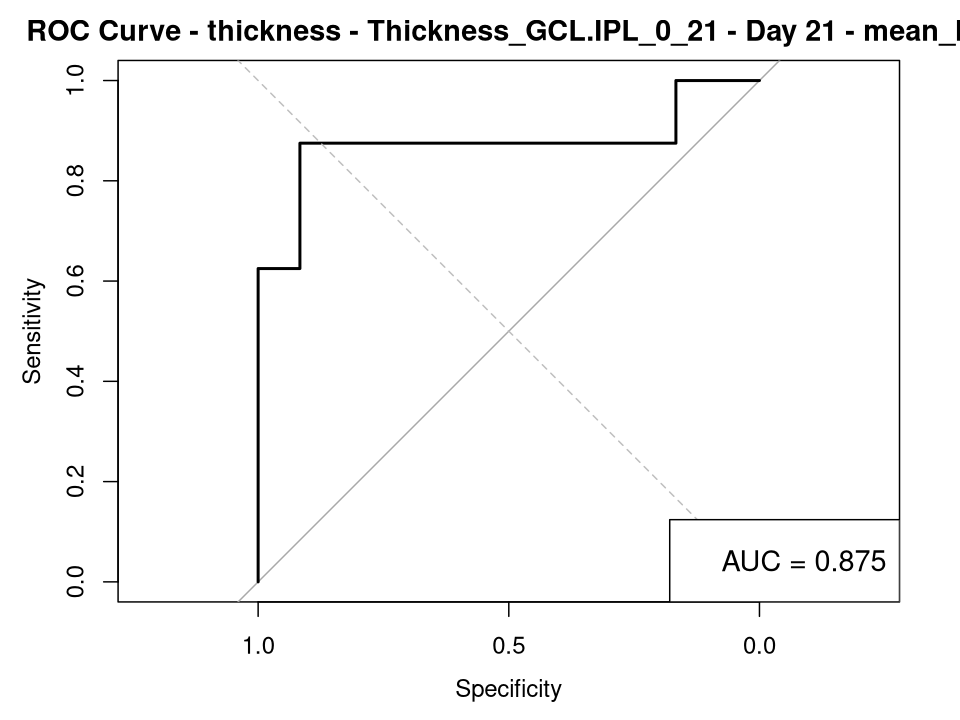 ROC Curve - thickness - Thickness_GCL.IPL_0_21 - Day 21 - mean_
Sensitivity
1.0
0.8
0.6
0.4
0.2
0.0
AUC = 0.875
1.0 0.5 0.0
Specificity